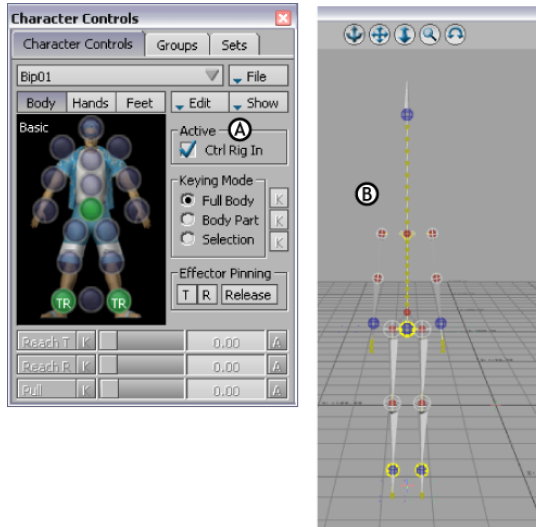 Character Controls
Character Controls Groups Sets
Bip01 File
Body Hands Feet Edit Show
Basic
Active A
Ctrl Rig In
Keying Mode
Full Body K
Body Part K
Selection K
Effector Pinning
T R Release
TR TR
Reach T K 0.00 A
Reach R K 0.00 A
Pull K 0.00 A
B